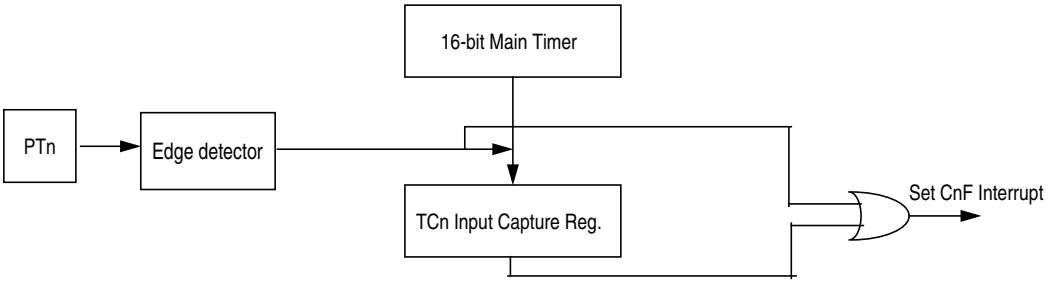 16-bit Main Timer
PTn
Edge detector
TCn Input Capture Reg.
Set CnF Interrupt